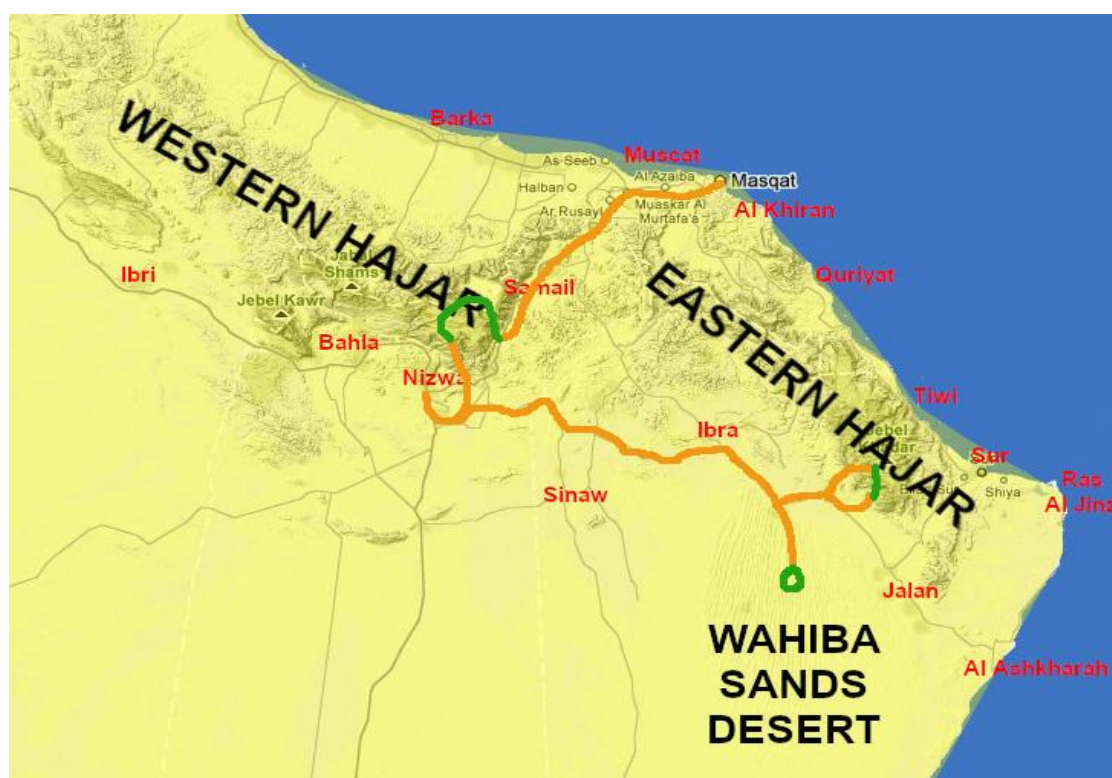 Barka
WESTERN HAJAR
As Seeb
Muscat
Al Azaiba
Masqat
Halban
Muaskar Al
Murtafa'a
Ar Rusayl
Al Khiran
Ibri
Shams
Samail
Quriyat
Jebel Kawr
EASTERN HAJAR
Bahla
Nizwa
Tiwi
Ibra
Jebel
Sur
Shiya
Ras
Al Jinz
Sinaw
Jalan
WAHIBA
SANDS
DESERT
Al Ashkharah